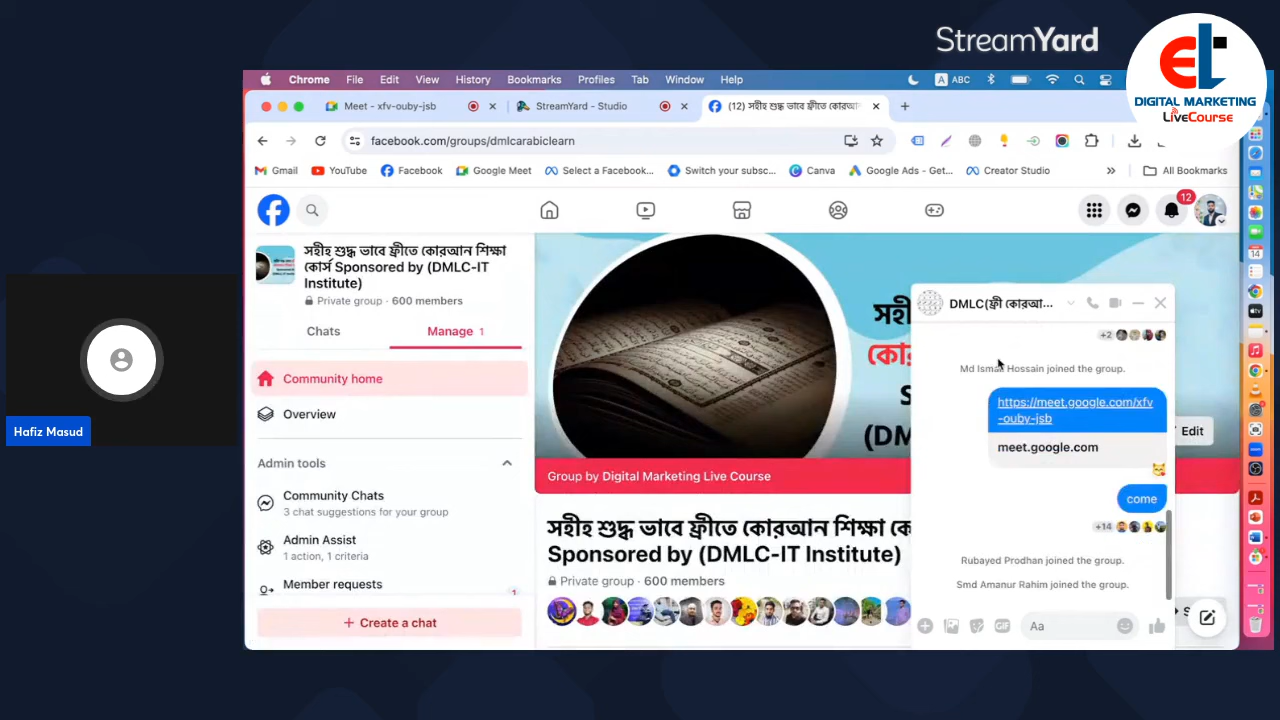 StreamYard
DIGITAL MARKETING
LiveCourse
Chrome File Edit View History Bookmarks Profiles Tab Window Help
A ABC
Meet - xfv-ouby-jsb
StreamYard - Studio
(12) সহীহ শুদ্ধ ভাবে ফ্রীতে কোরআন
facebook.com/groups/dmlcarabiclearn
Gmail YouTube Facebook Google Meet Select a Facebook... Switch your subsc... Canva Google Ads - Get... Creator Studio » All Bookmarks
12
সহীহ শুদ্ধ ভাবে ফ্রীতে কোরআন শিক্ষা
কোর্স Sponsored by (DMLC-IT
Institute)
Private group · 600 members
Chats
Manage 1
Community home
Overview
Admin tools
Community Chats
3 chat suggestions for your group
Admin Assist
1 action, 1 criteria
Member requests
1
+ Create a chat
সহী
কো
S
(DM
Edit
Group by Digital Marketing Live Course
সহীহ শুদ্ধ ভাবে ফ্রীতে কোরআন শিক্ষা কো
Sponsored by (DMLC-IT Institute)
Private group · 600 members
DMLC(ফ্রী কোরআ...
+2
Md Ismail Hossain joined the group.
https://meet.google.com/xfv
-ouby-jsb
meet.google.com
come
+14
Rubayed Prodhan joined the group.
Smd Amanur Rahim joined the group.
GIF
Aa
14
Hafiz Masud